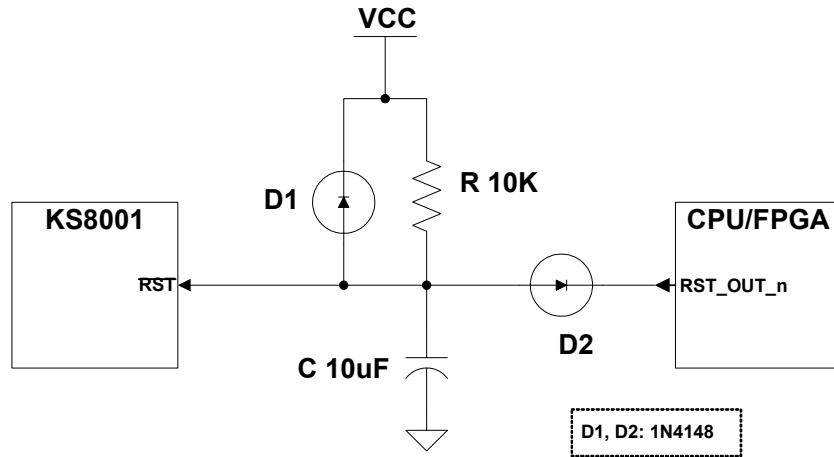 VCC
D1
R 10K
KS8001
RST
CPU/FPGA
RST_OUT_n
D2
C 10uF
D1, D2: 1N4148